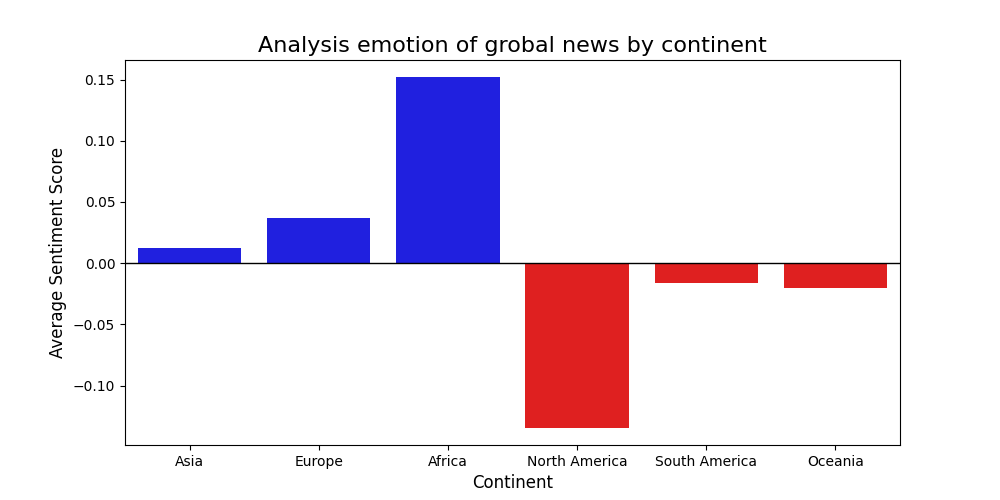 Analysis emotion of grobal news by continent
Average Sentiment Score
0.15
0.10
0.05
0.00
−0.05
−0.10
Asia Europe Africa North America South America Oceania
Continent